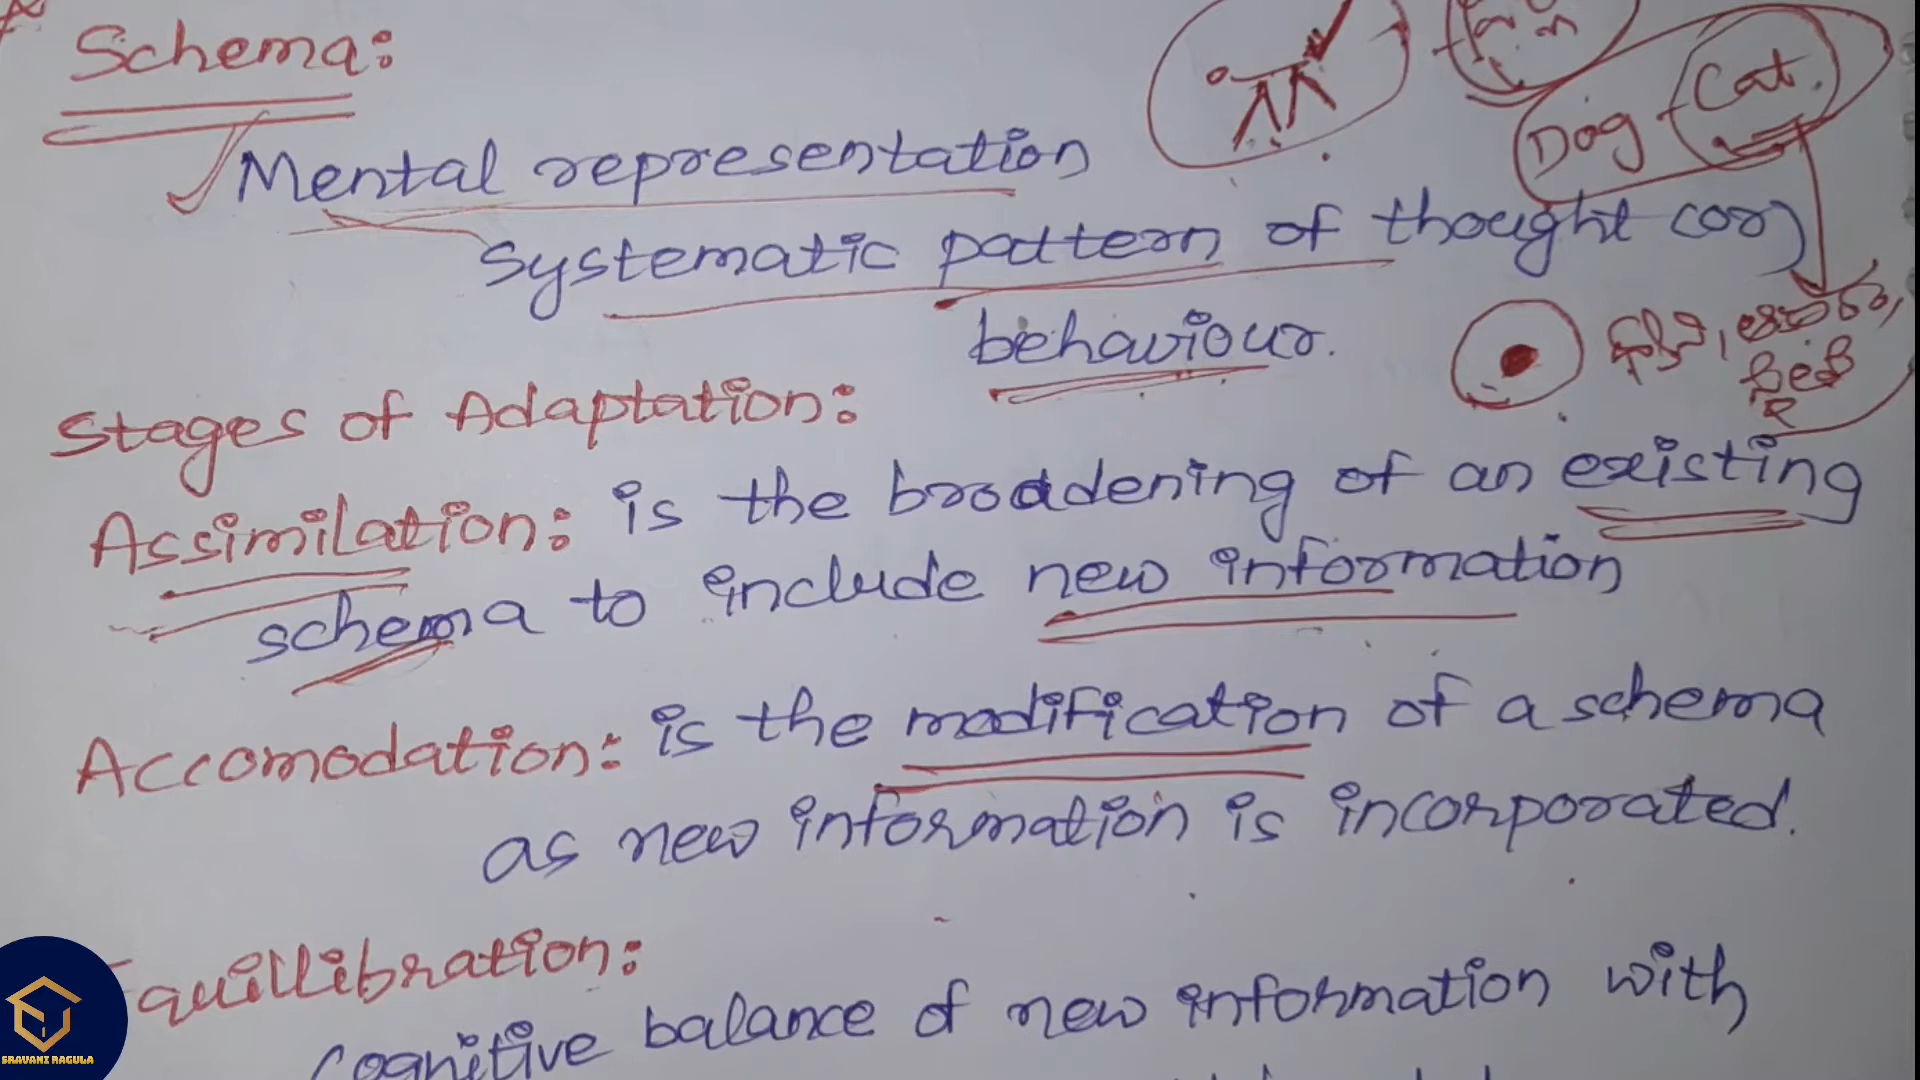 Schema:
Dog - Cat.
Mental representation
systematic pattern of thought (or)
behaviour.
Stages of Adaptation:
Assimilation: is the broadening of an existing
schema to include new information
Accomodation: is the modification of a schema
as new information is incorporated.
Equillibration:
cognitive balance of new information with
SRAVANI RAGULA